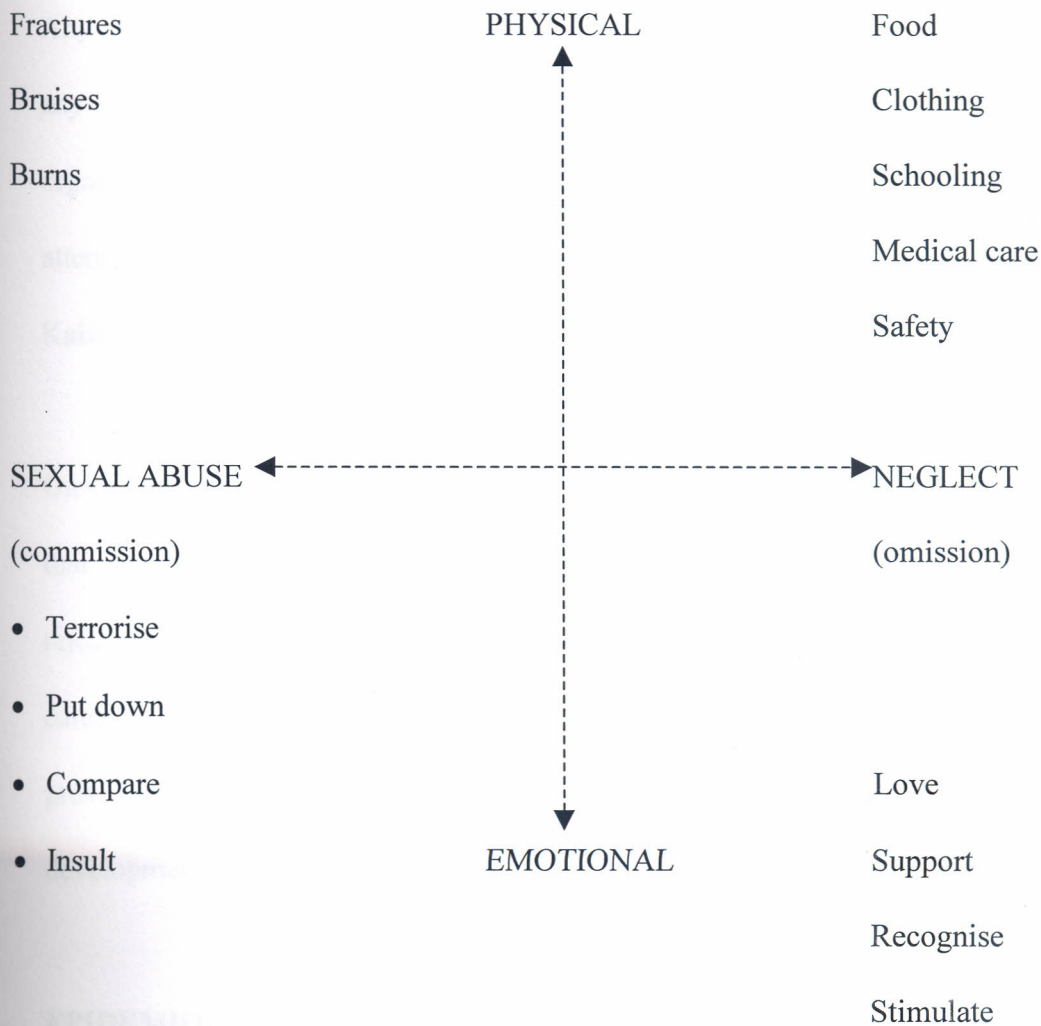 Fractures PHYSICAL Food
Bruises Clothing
Burns Schooling
Medical care
Safety
SEXUAL ABUSE NEGLECT
(commission) (omission)
• Terrorise
• Put down
• Compare Love
• Insult EMOTIONAL Support
Recognise
Stimulate